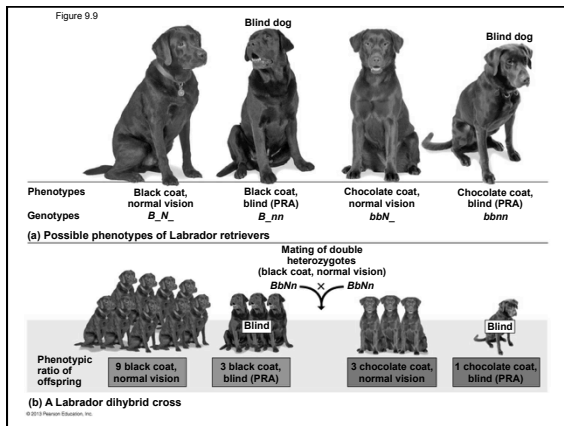 Figure 9.9
Blind dog
Blind dog
Phenotypes
Black coat,
normal vision
Black coat,
blind (PRA)
Chocolate coat,
normal vision
Chocolate coat,
blind (PRA)
Genotypes
B_N_
B_nn
bbN_
bbnn
(a) Possible phenotypes of Labrador retrievers
Mating of double
heterozygotes
(black coat, normal vision)
BbNn × BbNn
Blind
Blind
Phenotypic
ratio of
offspring
9 black coat,
normal vision
3 black coat,
blind (PRA)
3 chocolate coat,
normal vision
1 chocolate coat,
blind (PRA)
(b) A Labrador dihybrid cross
© 2013 Pearson Education, Inc.